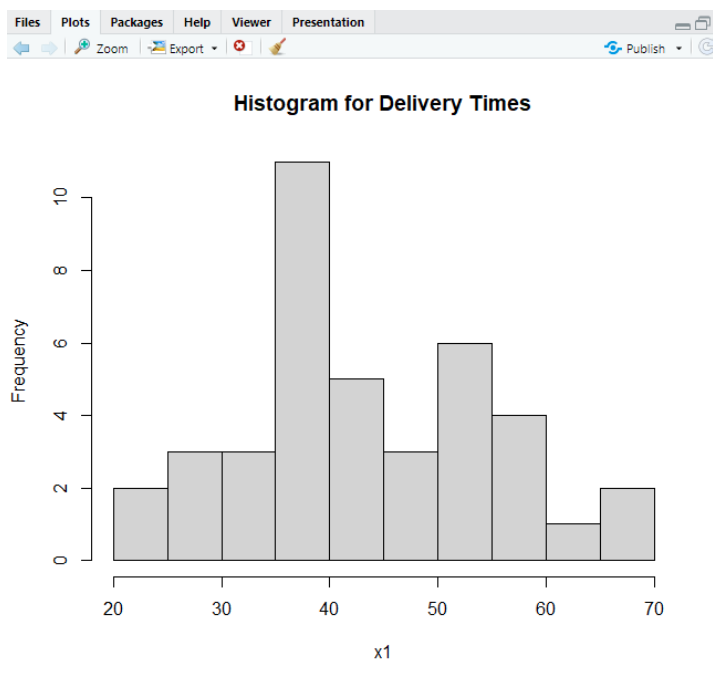 Files Plots Packages Help Viewer Presentation
Zoom Export Publish
Histogram for Delivery Times
10
8
6
4
2
0
Frequency
20 30 40 50 60 70
x1